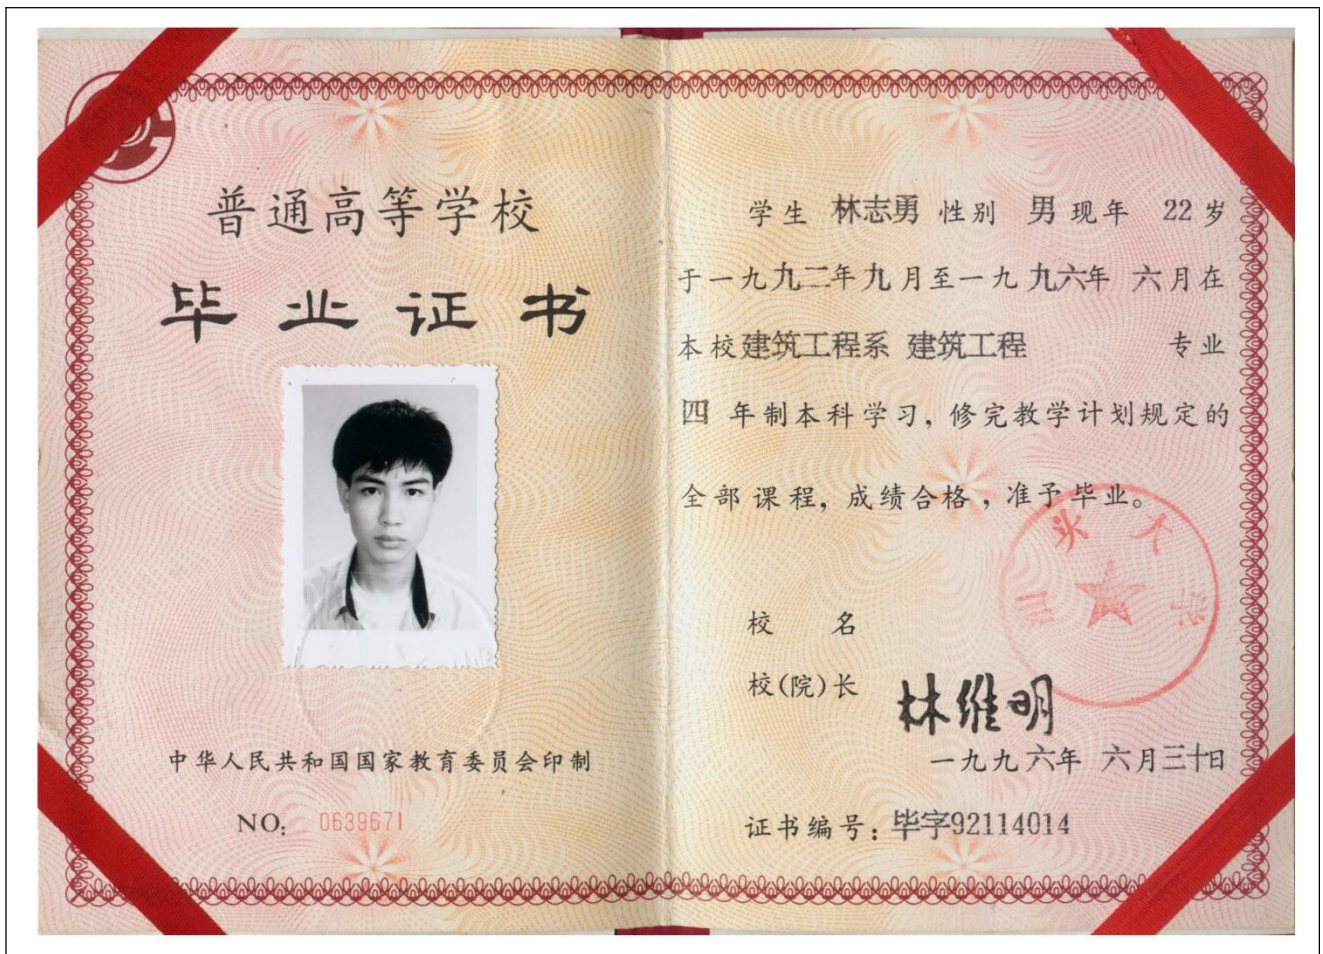 普通高等学校
毕业证书
中华人民共和国国家教育委员会印制
NO: 0639671
学生 林志勇 性别 男 现年 22岁
于一九九二年九月至一九九六年 六月在
本校建筑工程系 建筑工程 专业
四 年制本科学习，修完教学计划规定的
全部课程，成绩合格，准予毕业。
汕头大学
校 名
校(院)长 林维明
一九九六年 六月三十日
证书编号：毕字92114014